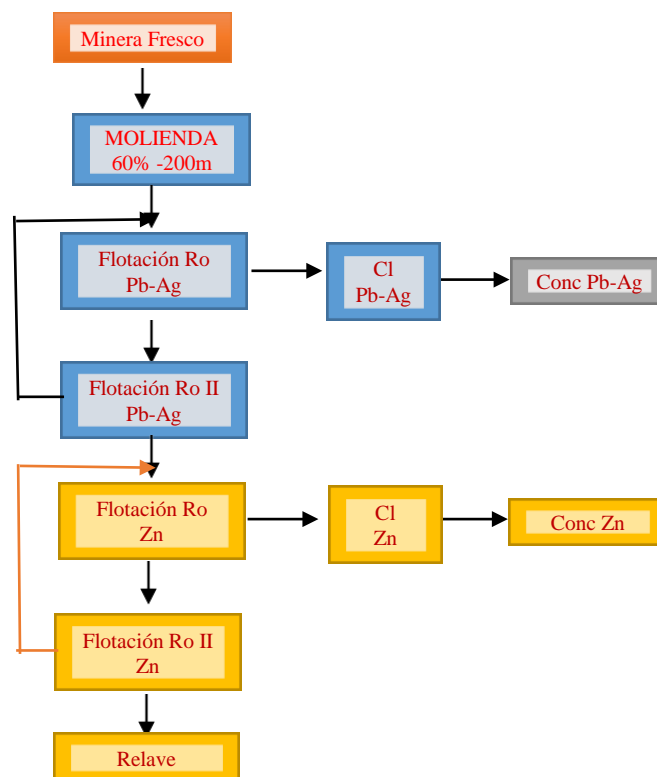 Minera Fresco
MOLIENDA
60% -200m
Flotación Ro
Pb-Ag
Cl
Pb-Ag
Conc Pb-Ag
Flotación Ro II
Pb-Ag
Flotación Ro
Zn
Cl
Zn
Conc Zn
Flotación Ro II
Zn
Relave